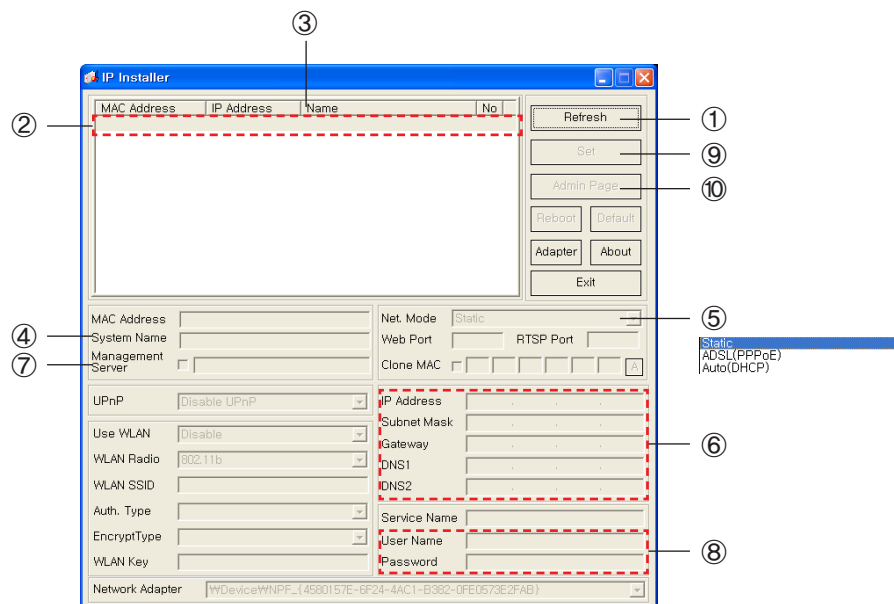 ③
IP Installer
MAC Address IP Address Name No
②
Refresh ①
Set ⑨
Admin Page ⑩
Reboot Default
Adapter About
Exit
MAC Address
④ System Name
⑦ Management Server
Net. Mode Static ⑤
Web Port RTSP Port
Clone MAC A
Static
ADSL(PPPoE)
Auto(DHCP)
UPnP Disable UPnP
Use WLAN Disable
WLAN Radio 802.11b
WLAN SSID
Auth. Type
EncryptType
WLAN Key
IP Address
Subnet Mask
Gateway ⑥
DNS1
DNS2
Service Name
User Name
Password ⑧
Network Adapter ₩Device₩NPF_{4580157E-6F24-4AC1-B382-0FE0573E2FAB}